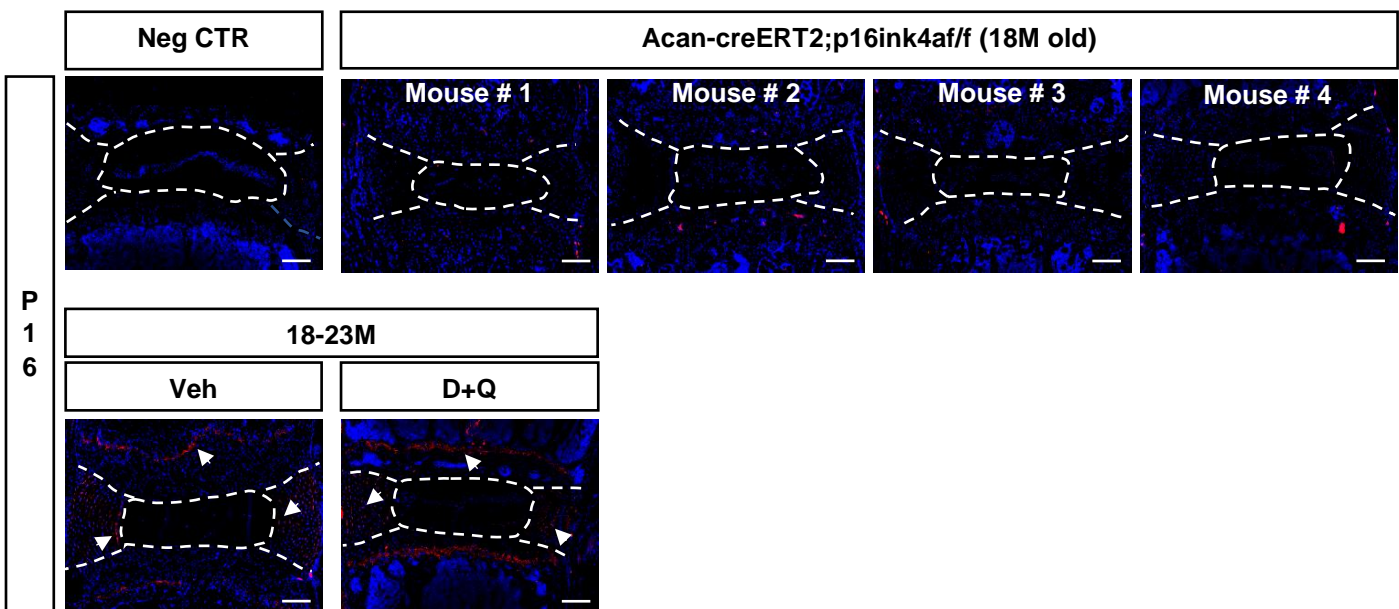 Neg CTR
Acan-creERT2;p16ink4af/f (18M old)
Mouse # 1
Mouse # 2
Mouse # 3
Mouse # 4
P
1
6
18-23M
Veh
D+Q